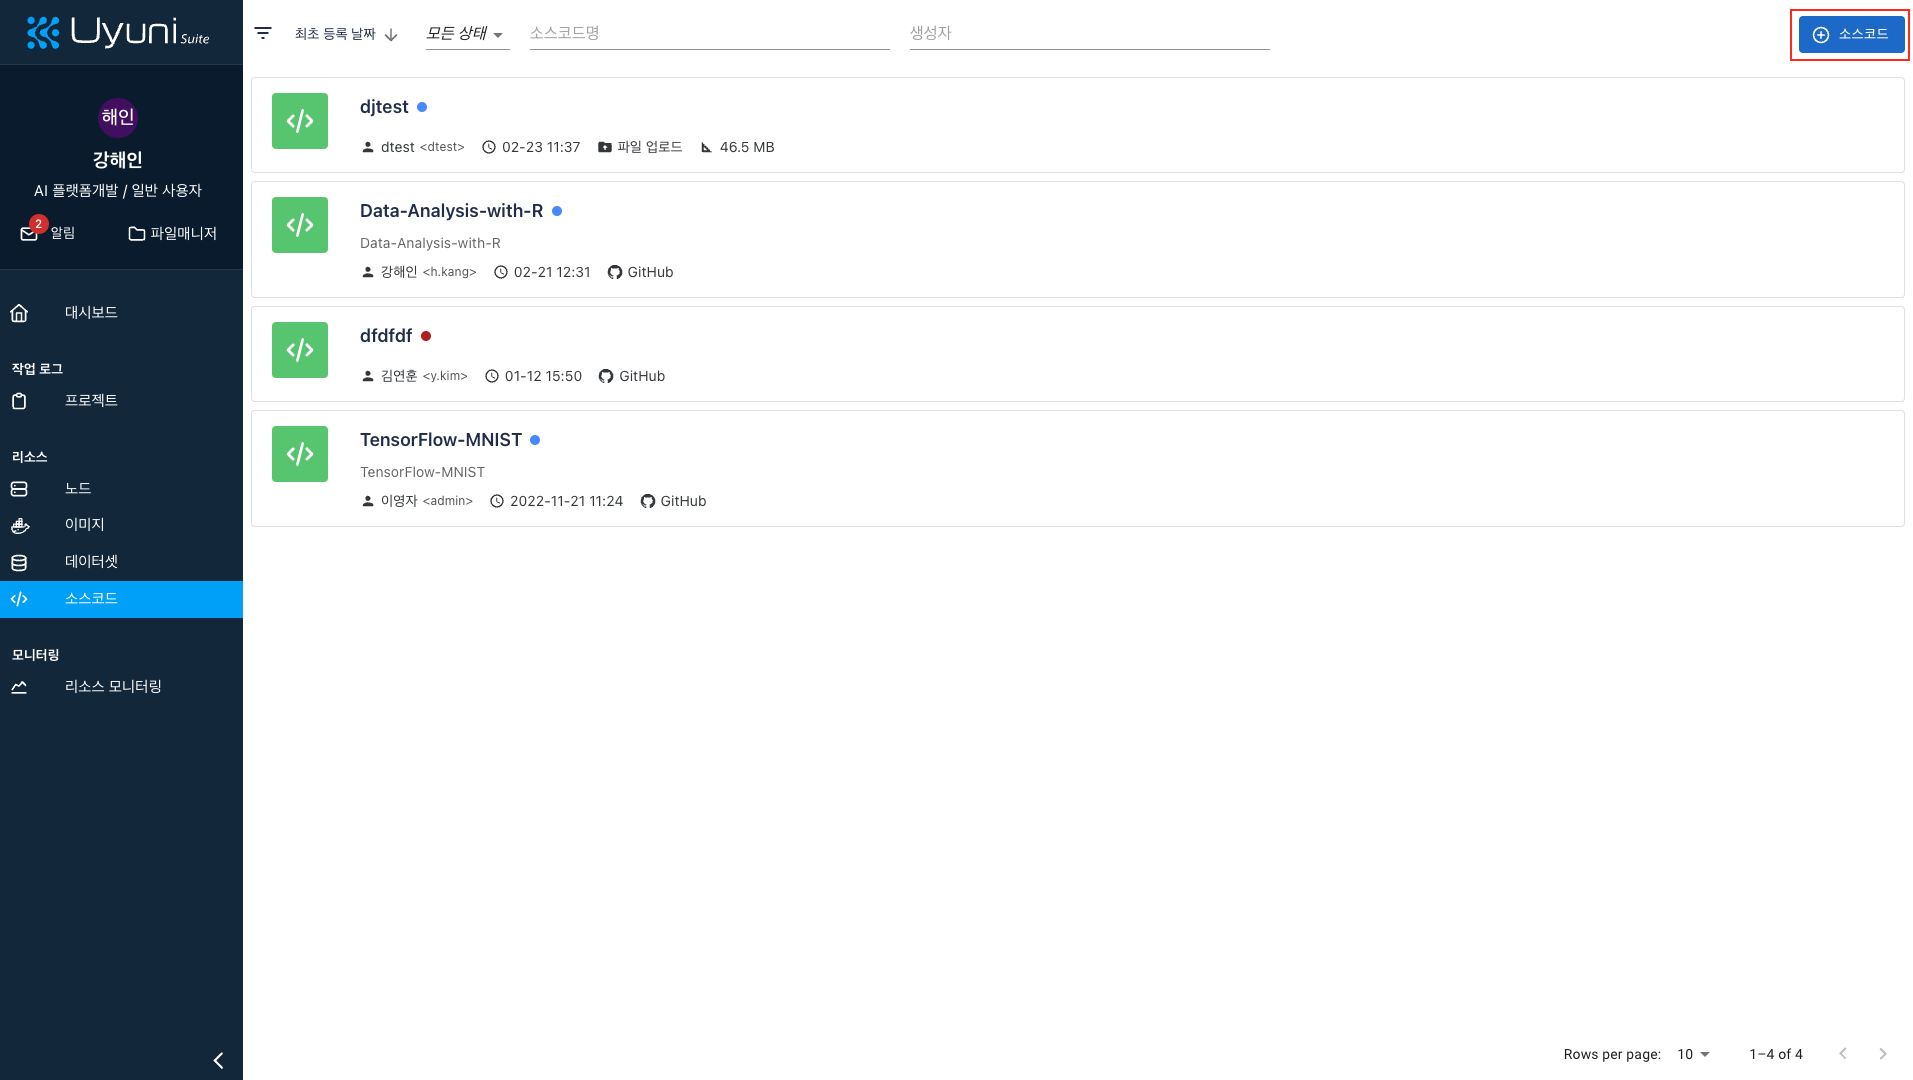 Uyuni Suite
해인
강해인
AI 플랫폼개발 / 일반 사용자
2
알림
파일매니저
대시보드
작업 로그
프로젝트
리소스
노드
이미지
데이터셋
소스코드
모니터링
리소스 모니터링
최초 등록 날짜
모든 상태
소스코드명
생성자
소스코드
djtest
dtest <dtest> 02-23 11:37 파일 업로드 46.5 MB
Data-Analysis-with-R
Data-Analysis-with-R
강해인 <h.kang> 02-21 12:31 GitHub
dfdfdf
김연훈 <y.kim> 01-12 15:50 GitHub
TensorFlow-MNIST
TensorFlow-MNIST
이영자 <admin> 2022-11-21 11:24 GitHub
Rows per page: 10 1–4 of 4